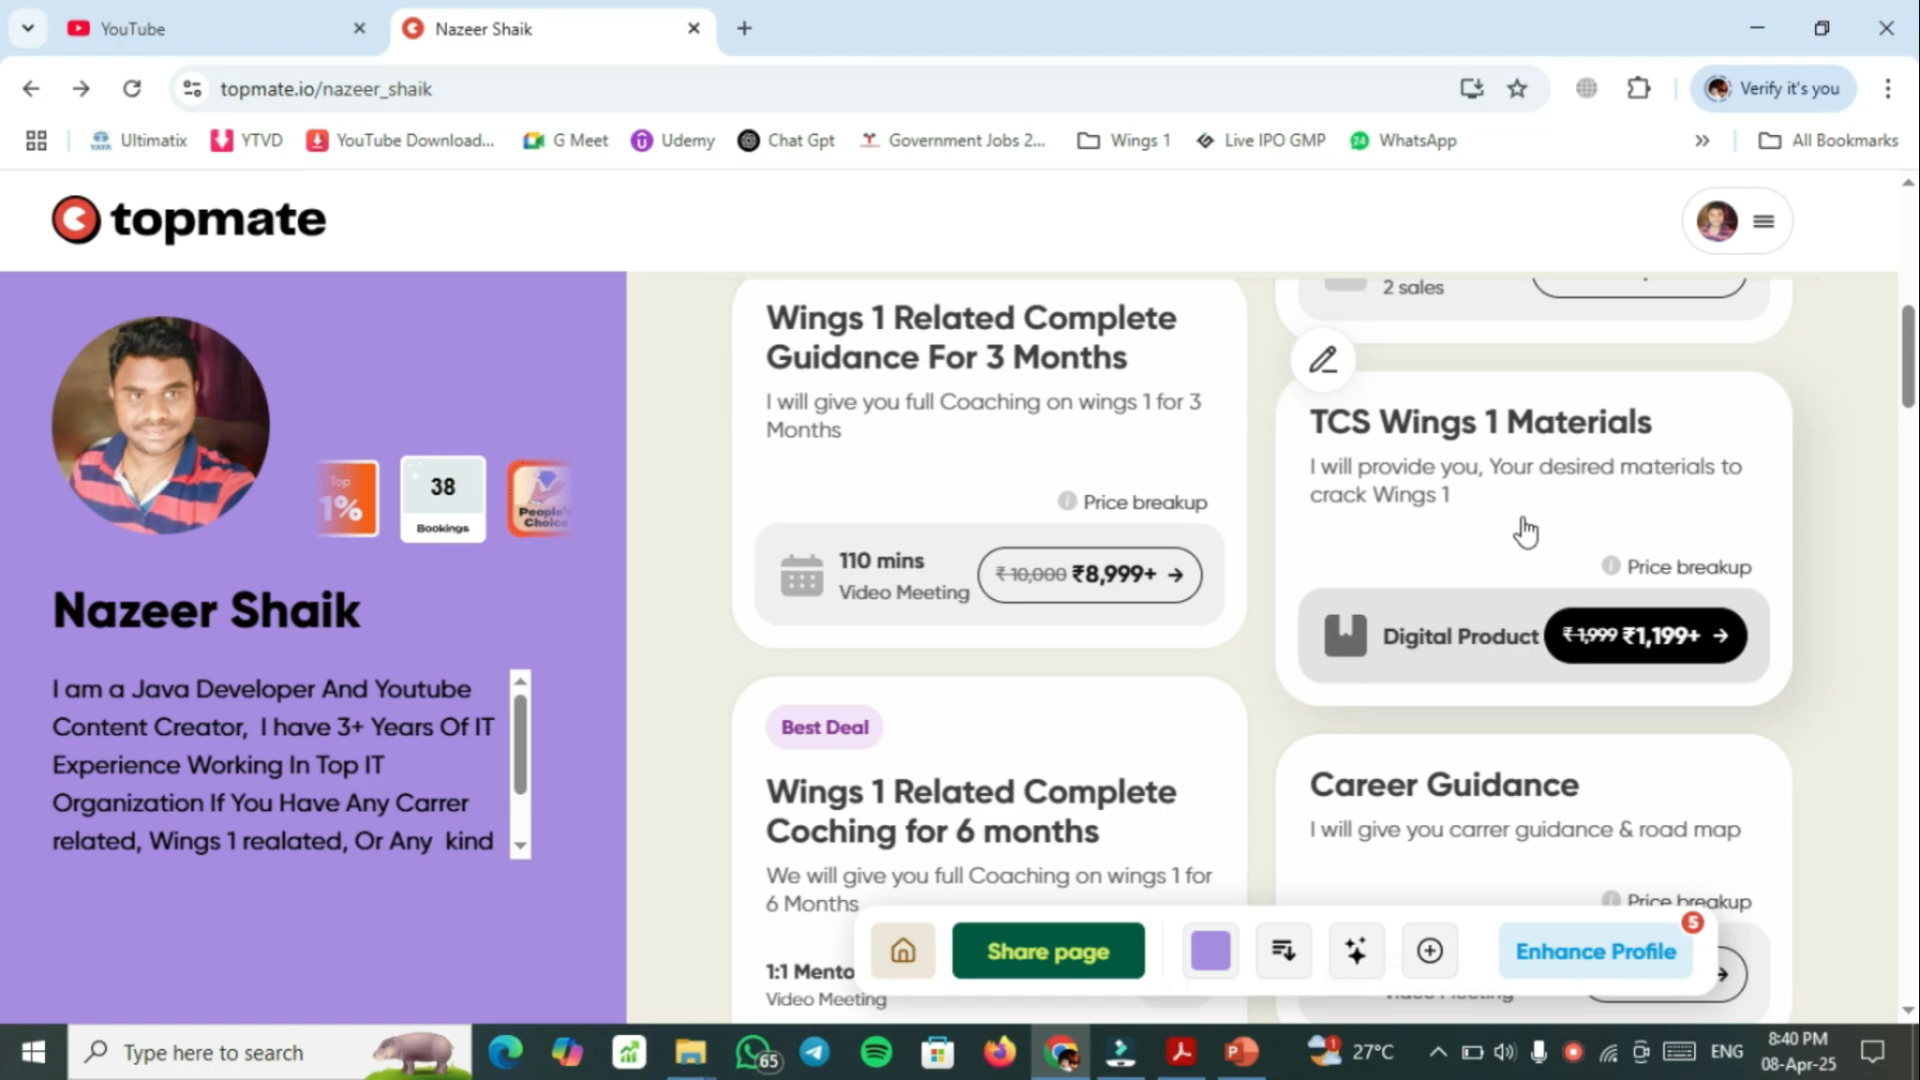 YouTube
Nazeer Shaik
topmate.io/nazeer_shaik
Verify it's you
TATA
Ultimatix
YTVD
YouTube Download...
G Meet
Udemy
Chat Gpt
Government Jobs 2...
Wings 1
Live IPO GMP
24
WhatsApp
All Bookmarks
topmate
Top
1%
38
Bookings
People's
Choice
Nazeer Shaik
I am a Java Developer And Youtube
Content Creator, I have 3+ Years Of IT
Experience Working In Top IT
Organization If You Have Any Carrer
related, Wings 1 realated, Or Any kind
Wings 1 Related Complete
Guidance For 3 Months
I will give you full Coaching on wings 1 for 3
Months
Price breakup
110 mins
Video Meeting
₹ 10,000 ₹8,999+ →
Best Deal
Wings 1 Related Complete
Coching for 6 months
We will give you full Coaching on wings 1 for
6 Months
1:1 Mento
Video Meeting
2 sales
TCS Wings 1 Materials
I will provide you, Your desired materials to
crack Wings 1
Price breakup
Digital Product
₹ 1,999 ₹1,199+ →
Career Guidance
I will give you carrer guidance & road map
Price breakup
Share page
Enhance Profile
5
Type here to search
65
1
27°C
ENG
8:40 PM
08-Apr-25